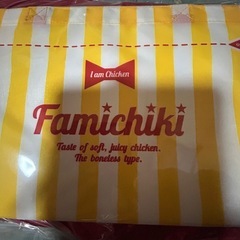 I am Chicken
Famichiki
Taste of soft, juicy chicken.
The boneless type.